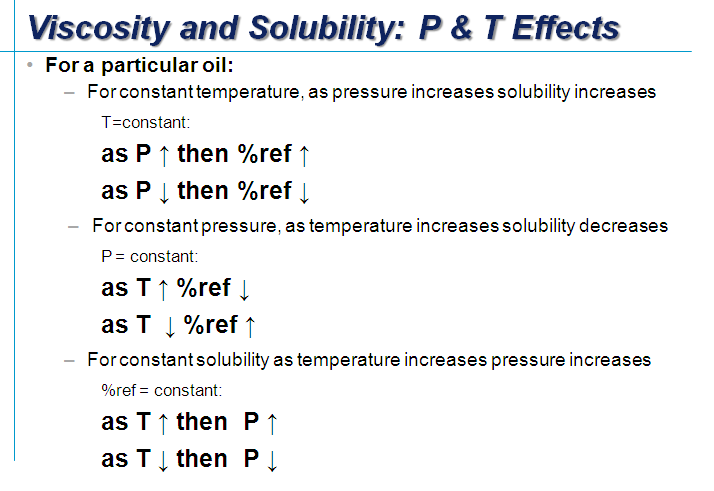 Viscosity and Solubility: P & T Effects
• For a particular oil:
– For constant temperature, as pressure increases solubility increases
T=constant:
as P ↑ then %ref ↑
as P ↓ then %ref ↓
– For constant pressure, as temperature increases solubility decreases
P = constant:
as T ↑ %ref ↓
as T ↓ %ref ↑
– For constant solubility as temperature increases pressure increases
%ref = constant:
as T ↑ then P ↑
as T ↓ then P ↓